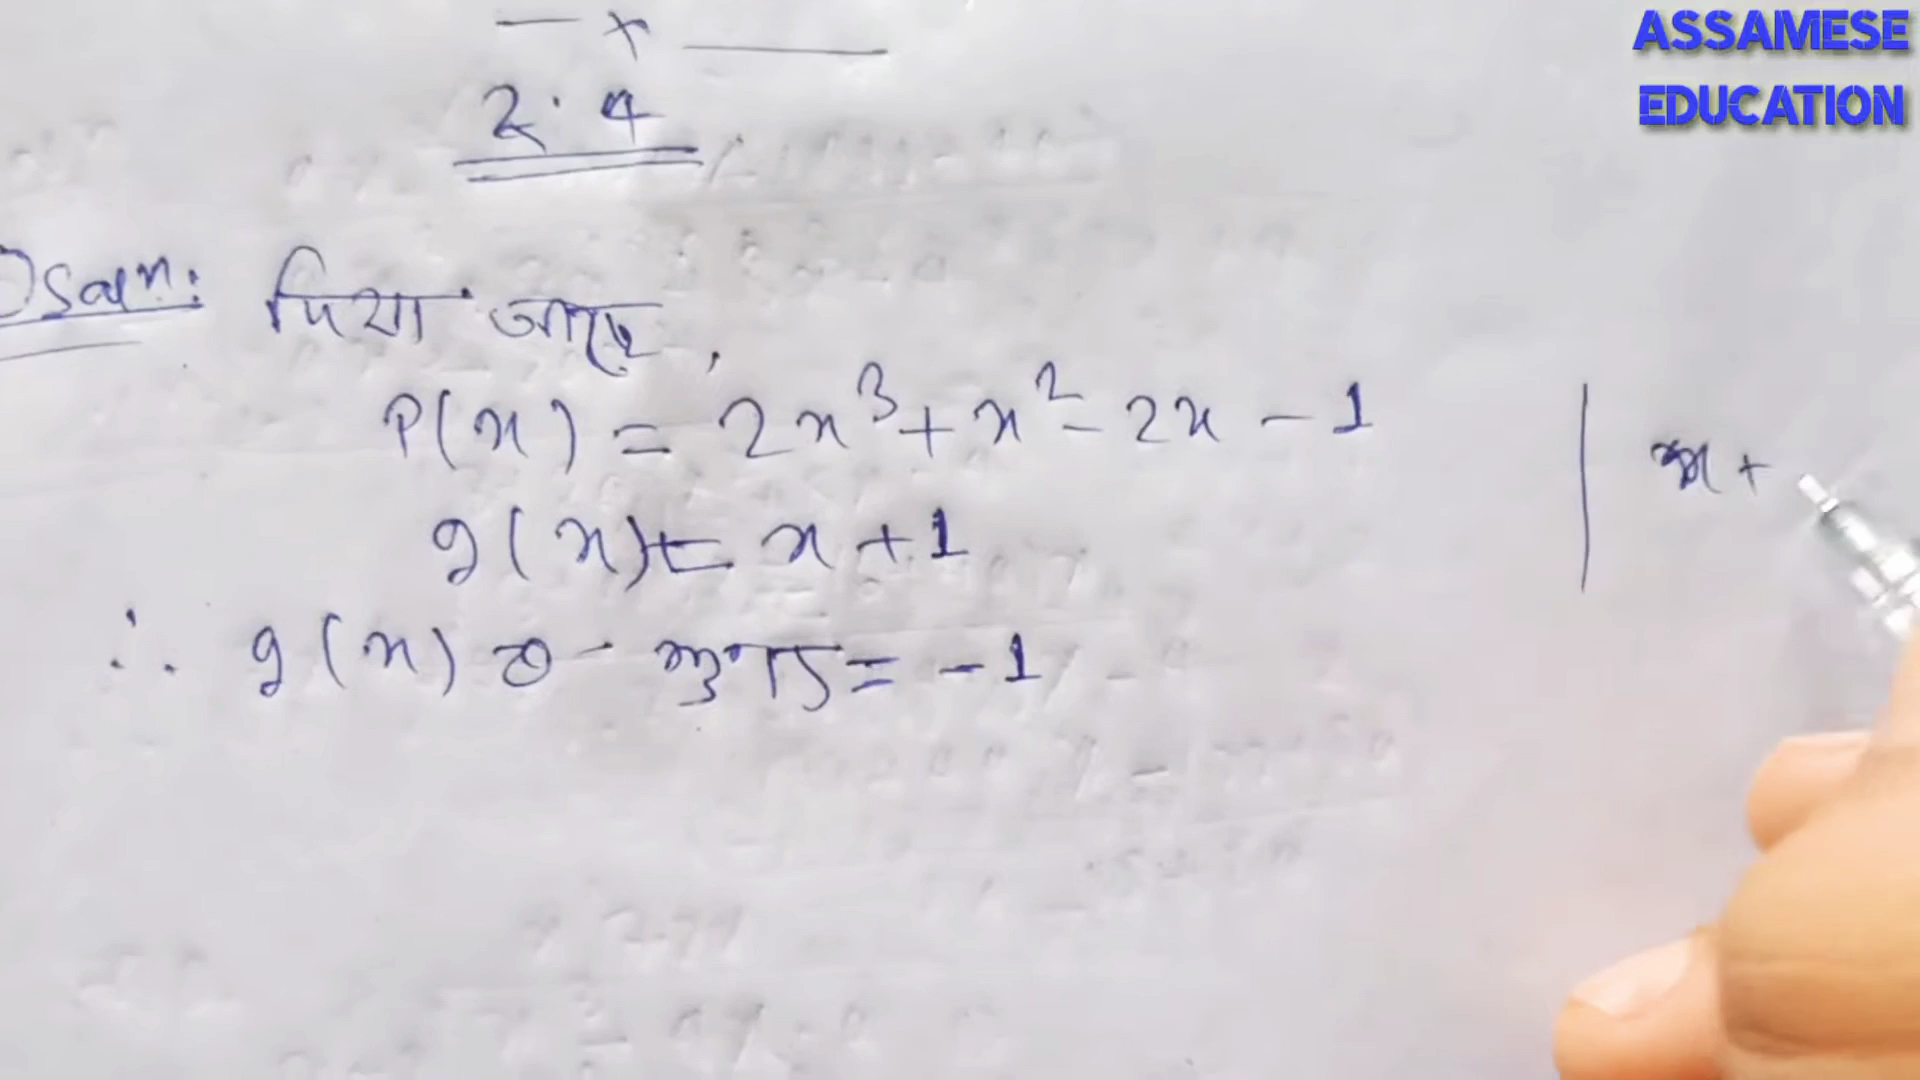 ASSAMESE
EDUCATION
— x —
2.4
Soln: দিয়া আছে,
P(x) = 2x³ + x² - 2x - 1
g(x) = x + 1
x +
∴ g(x) ৰ শূণ্য = -1